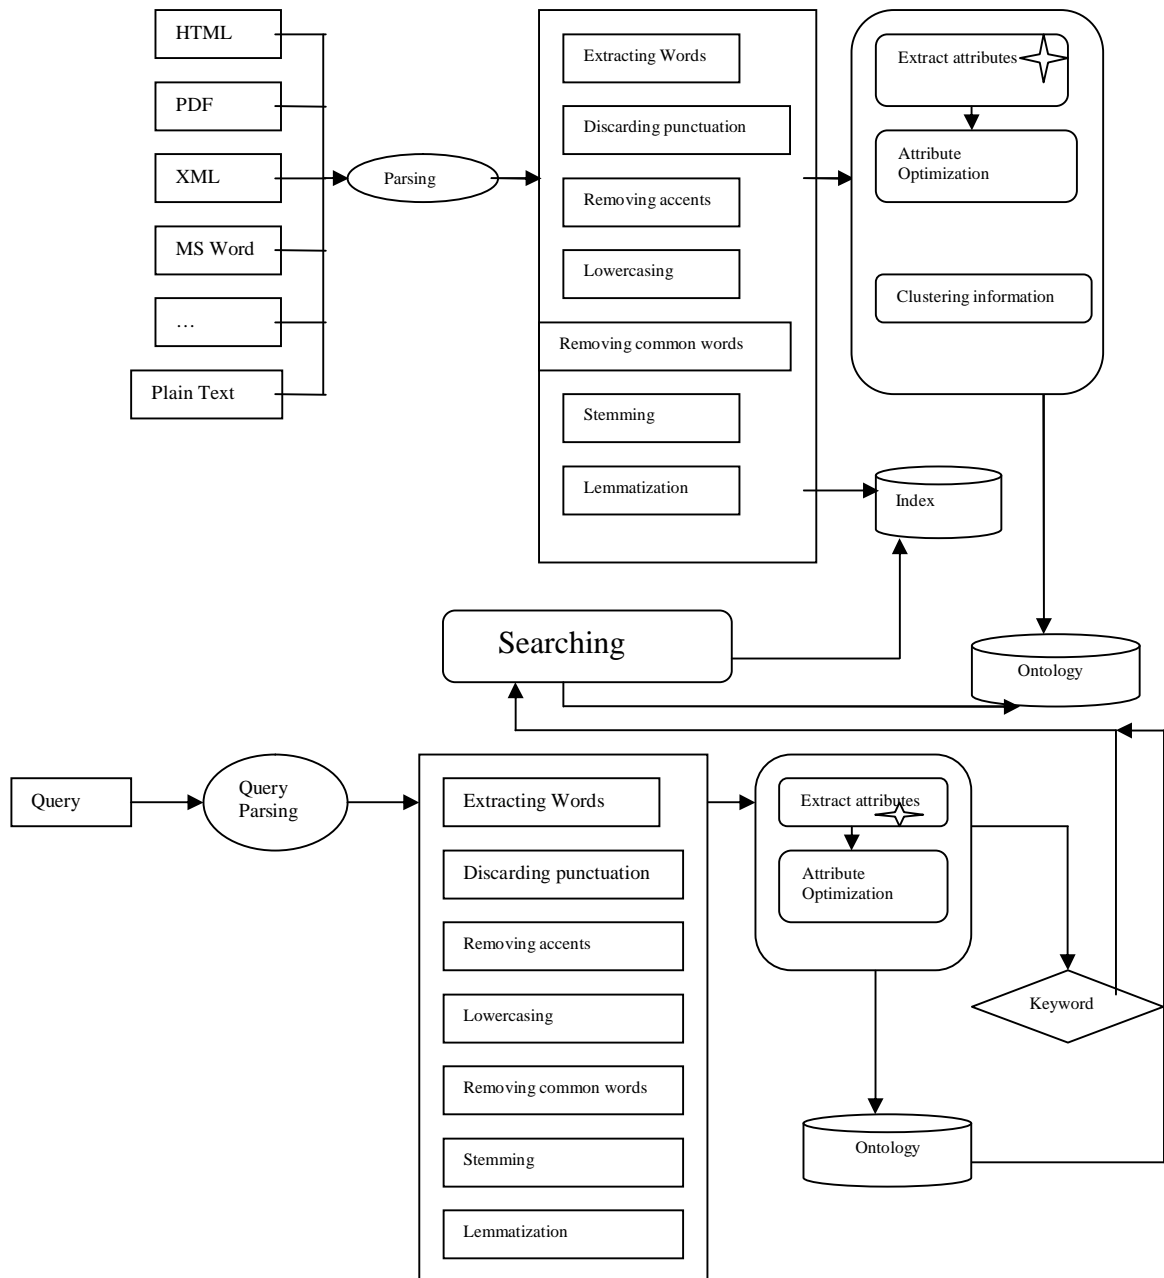 HTML
PDF
XML
MS Word
…
Plain Text
Parsing
Extracting Words
Discarding punctuation
Removing accents
Lowercasing
Removing common words
Stemming
Lemmatization
Extract attributes
Attribute
Optimization
Clustering information
Index
Ontology
Searching
Query
Query
Parsing
Extracting Words
Discarding punctuation
Removing accents
Lowercasing
Removing common words
Stemming
Lemmatization
Extract attributes
Attribute
Optimization
Keyword
Ontology